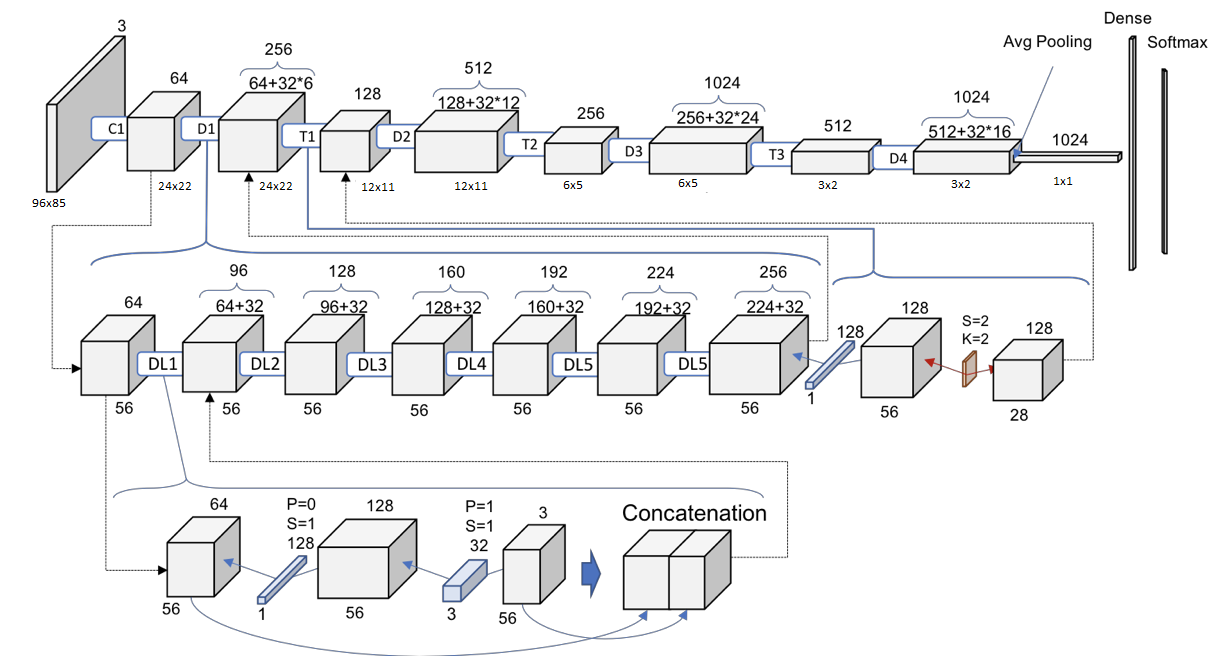 Dense
Softmax
Avg Pooling
3
64
256
64+32*6
128
512
128+32*12
256
1024
256+32*24
512
1024
512+32*16
1024
C1
D1
T1
D2
T2
D3
T3
D4
96x85
24x22
24x22
12x11
12x11
6x5
6x5
3x2
3x2
1x1
64
96
64+32
128
96+32
160
128+32
192
160+32
224
192+32
256
224+32
128
128
S=2
K=2
128
DL1
DL2
DL3
DL4
DL5
DL5
56
56
56
56
56
56
56
1
56
28
64
P=0
S=1
128
128
P=1
S=1
32
3
Concatenation
56
1
56
3
56